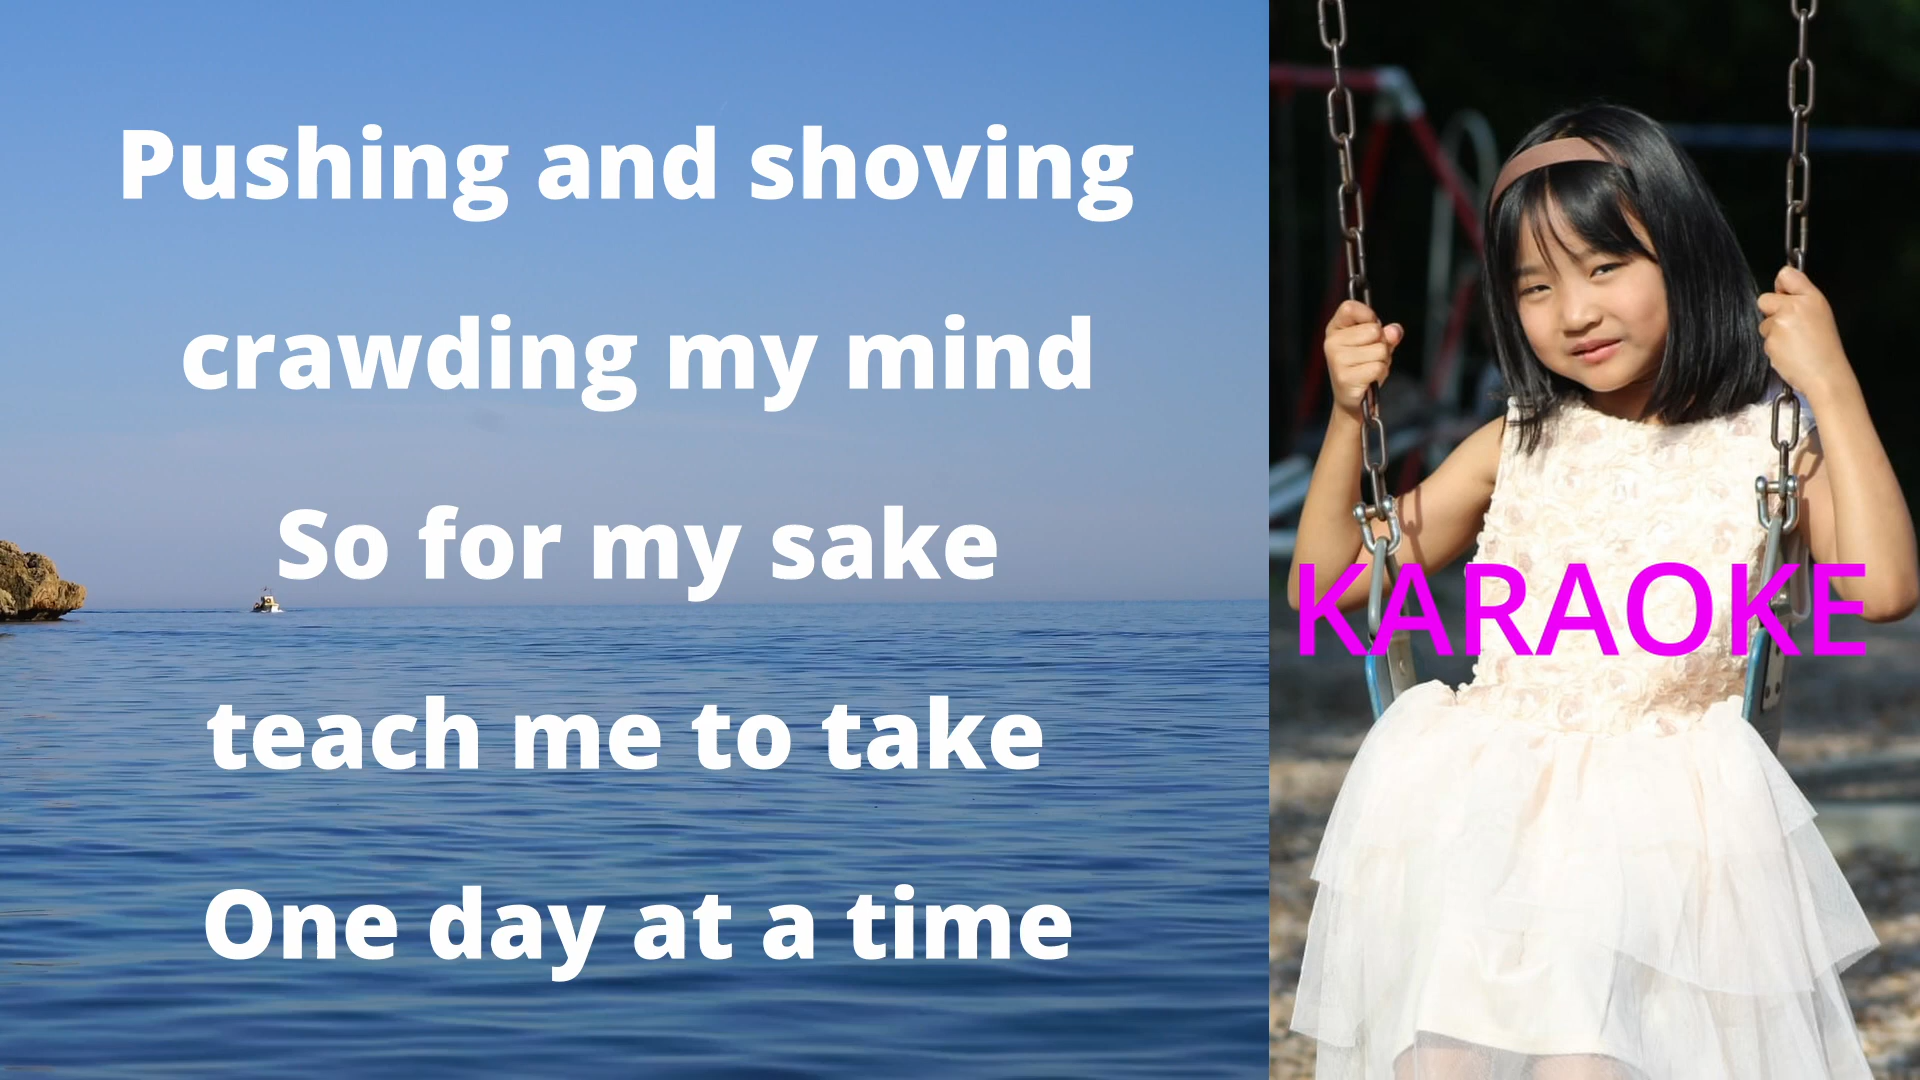 Pushing and shoving
crawding my mind
So for my sake
teach me to take
One day at a time
KARAOKE